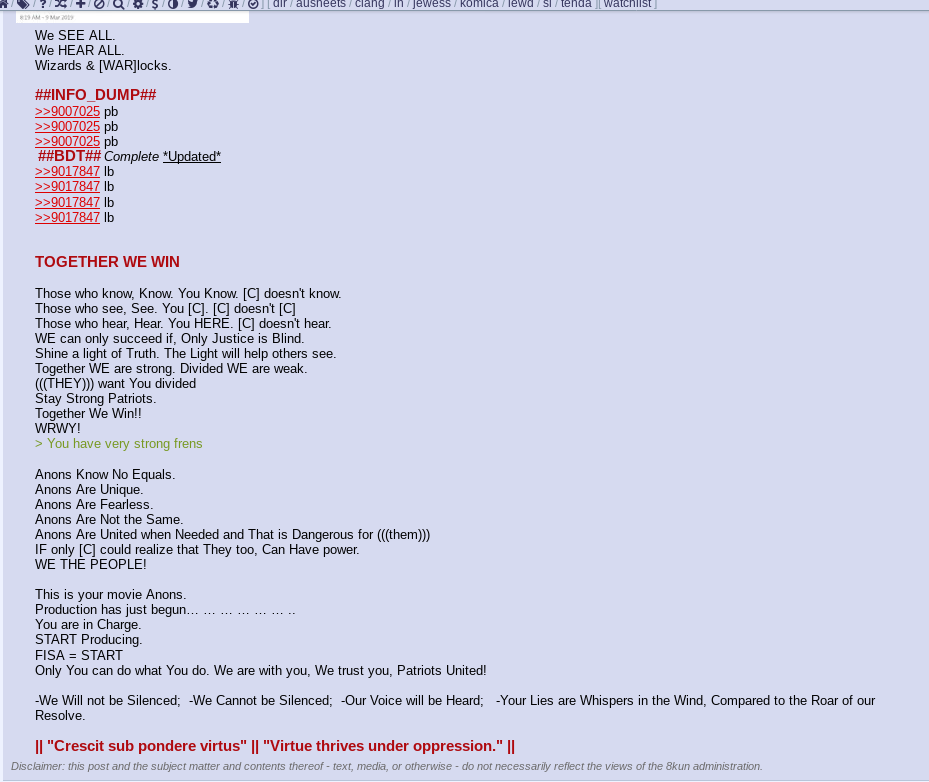 / ? / / / / / / $ / / / / / ] [ dir / ausheets / clang / in / jewess / komica / lewd / sl / tenda ][ watchlist ]
8:19 AM - 9 Mar 2019
We SEE ALL.
We HEAR ALL.
Wizards & [WAR]locks.
##INFO_DUMP##
>>9007025 pb
>>9007025 pb
>>9007025 pb
##BDT## Complete *Updated*
>>9017847 lb
>>9017847 lb
>>9017847 lb
>>9017847 lb
TOGETHER WE WIN
Those who know, Know. You Know. [C] doesn't know.
Those who see, See. You [C]. [C] doesn't [C]
Those who hear, Hear. You HERE. [C] doesn't hear.
WE can only succeed if, Only Justice is Blind.
Shine a light of Truth. The Light will help others see.
Together WE are strong. Divided WE are weak.
(((THEY))) want You divided
Stay Strong Patriots.
Together We Win!!
WRWY!
> You have very strong frens
Anons Know No Equals.
Anons Are Unique.
Anons Are Fearless.
Anons Are Not the Same.
Anons Are United when Needed and That is Dangerous for (((them)))
IF only [C] could realize that They too, Can Have power.
WE THE PEOPLE!
This is your movie Anons.
Production has just begun… … … … … … ..
You are in Charge.
START Producing.
FISA = START
Only You can do what You do. We are with you, We trust you, Patriots United!
-We Will not be Silenced;  -We Cannot be Silenced;  -Our Voice will be Heard;   -Your Lies are Whispers in the Wind, Compared to the Roar of our
Resolve.
|| "Crescit sub pondere virtus" || "Virtue thrives under oppression." ||
Disclaimer: this post and the subject matter and contents thereof - text, media, or otherwise - do not necessarily reflect the views of the 8kun administration.